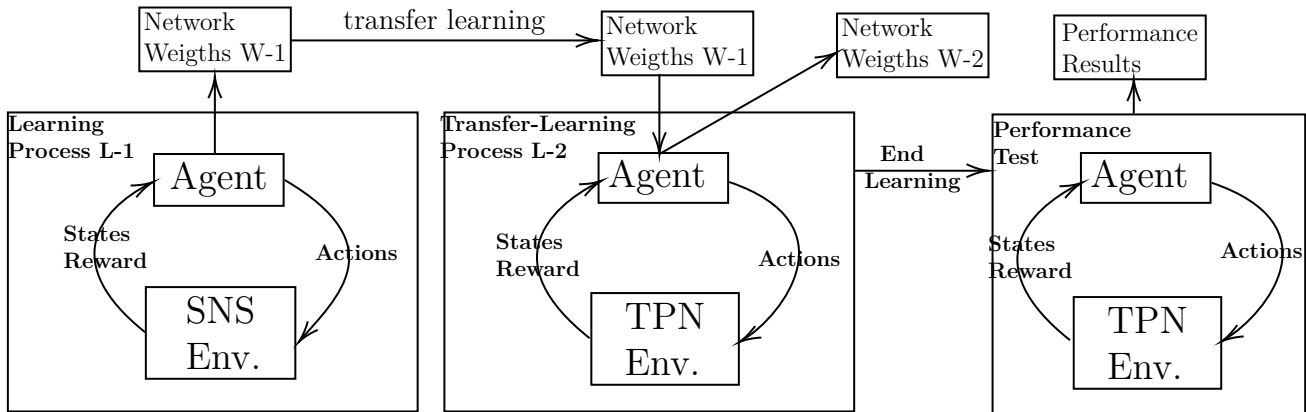 Network
Weigths W-1
transfer learning
Network
Weigths W-1
Network
Weigths W-2
Performance
Results
Learning
Process L-1
Agent
States
Reward
Actions
SNS
Env.
Transfer-Learning
Process L-2
Agent
States
Reward
Actions
TPN
Env.
End
Learning
Performance
Test
Agent
States
Reward
Actions
TPN
Env.